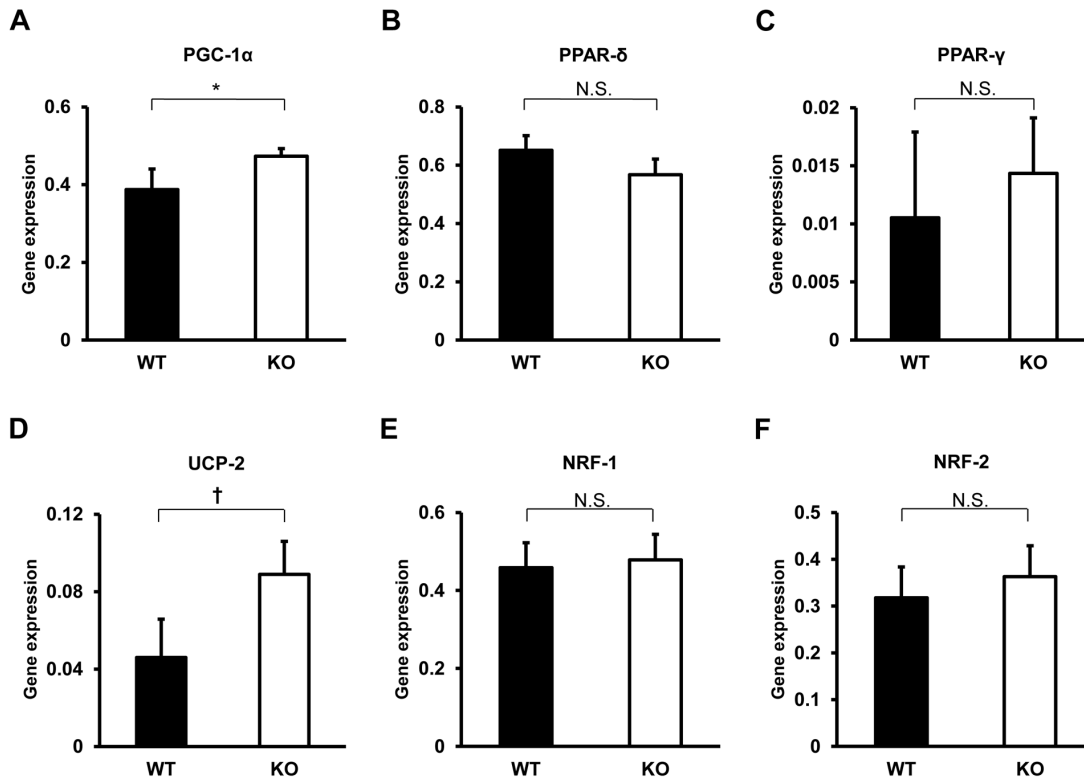 A
PGC-1α
*
Gene expression
0.6
0.4
0.2
0
WT KO
B
PPAR-δ
N.S.
Gene expression
0.8
0.6
0.4
0.2
0
WT KO
C
PPAR-γ
N.S.
Gene expression
0.02
0.015
0.01
0.005
0
WT KO
D
UCP-2
†
Gene expression
0.12
0.08
0.04
0
WT KO
E
NRF-1
N.S.
Gene expression
0.6
0.4
0.2
0
WT KO
F
NRF-2
N.S.
Gene expression
0.5
0.4
0.3
0.2
0.1
0
WT KO